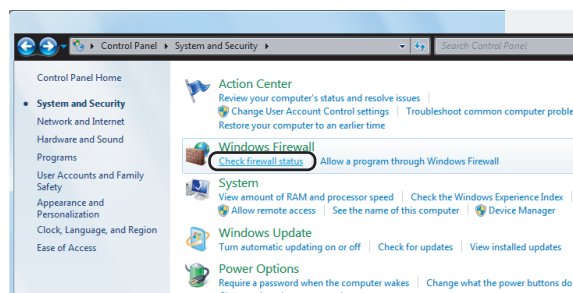 Control Panel ▸ System and Security ▸ Search Control Panel
Control Panel Home
System and Security
Network and Internet
Hardware and Sound
Programs
User Accounts and Family
Safety
Appearance and
Personalization
Clock, Language, and Region
Ease of Access
Action Center
Review your computer's status and resolve issues
Change User Account Control settings Troubleshoot common computer proble
Restore your computer to an earlier time
Windows Firewall
Check firewall status Allow a program through Windows Firewall
System
View amount of RAM and processor speed Check the Windows Experience Index
Allow remote access See the name of this computer Device Manager
Windows Update
Turn automatic updating on or off Check for updates View installed updates
Power Options
Require a password when the computer wakes Change what the power buttons do